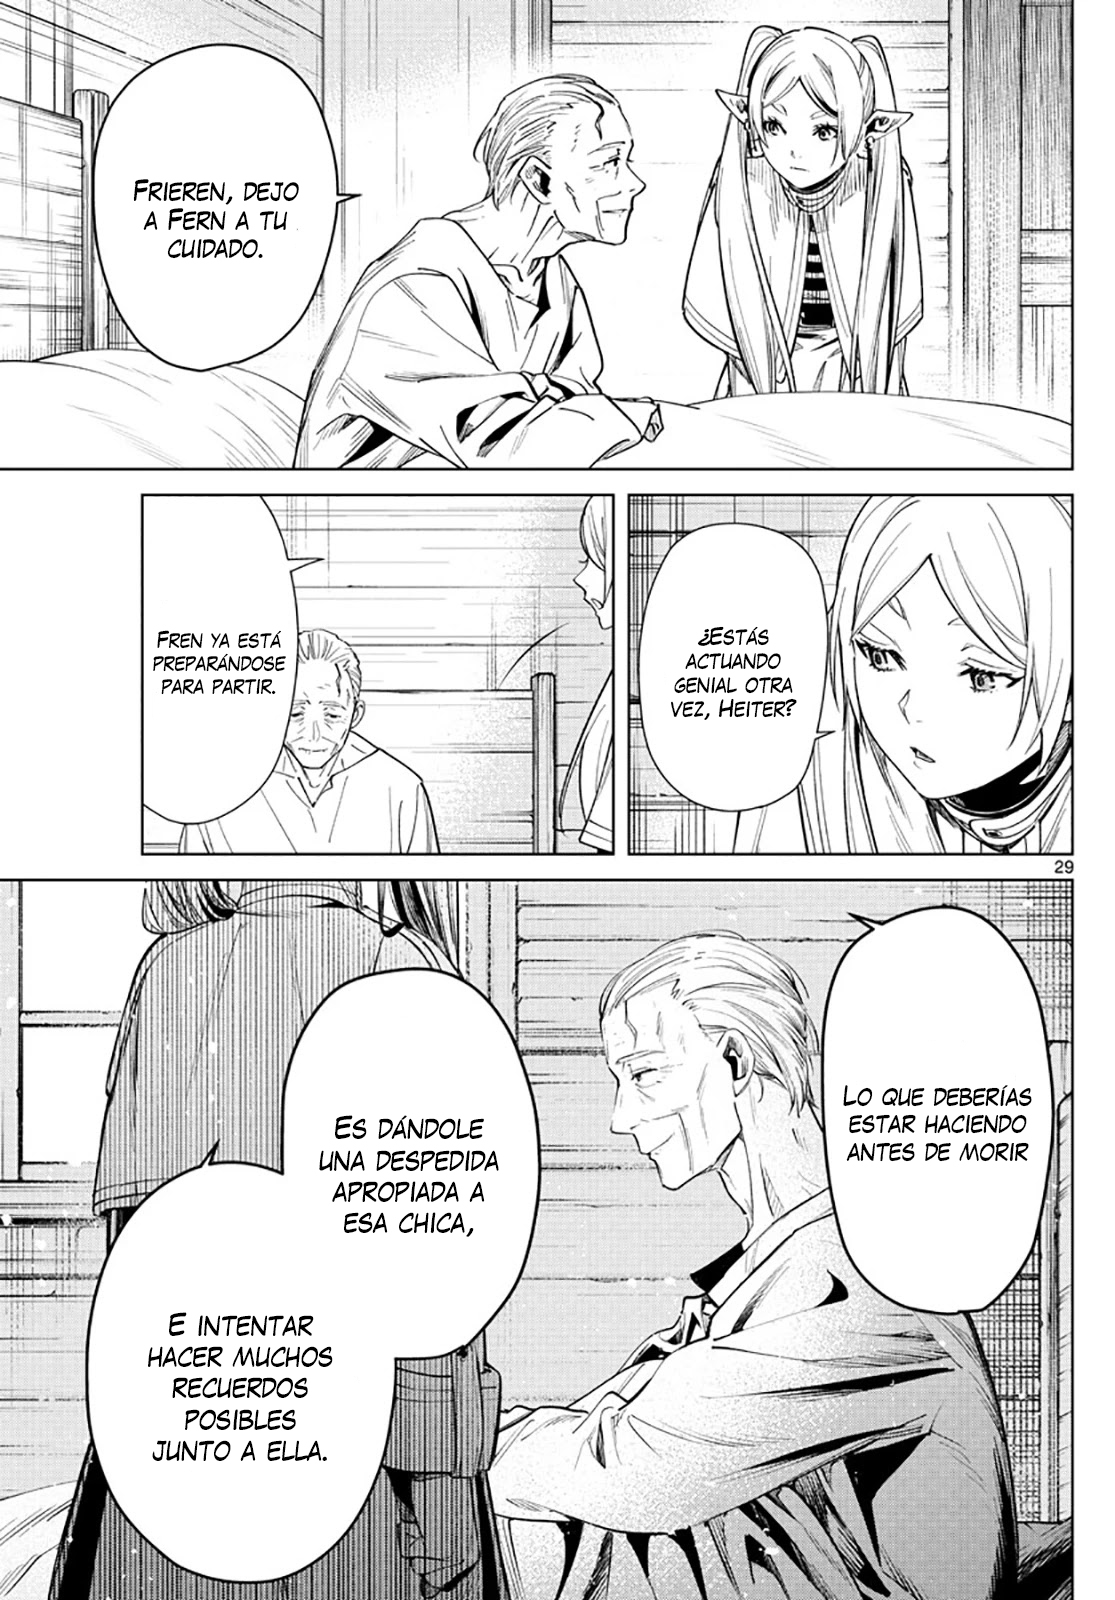 Frieren, dejo
a Fern a tu
cuidado.
¿Estás
actuando
genial otra
vez, Heiter?
Fren ya está
preparándose
para partir.
29
Lo que deberías
estar haciendo
antes de morir
Es dándole
una despedida
apropiada a
esa chica,
E intentar
hacer muchos
recuerdos
posibles
junto a ella.